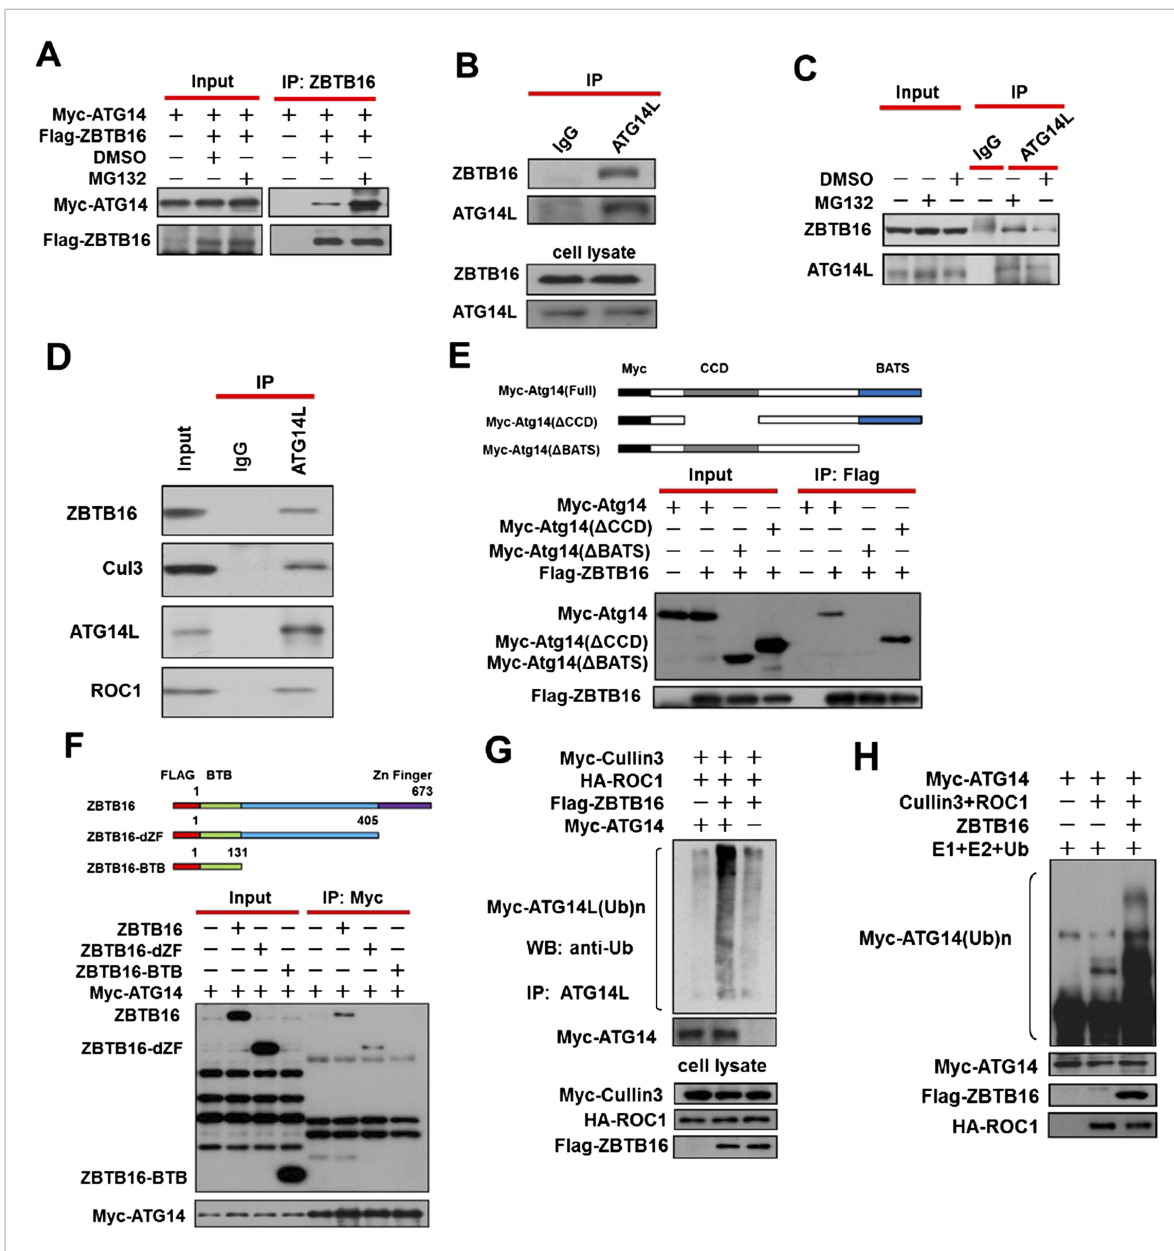 A
Input
IP: ZBTB16
Myc-ATG14 + + + + + +
Flag-ZBTB16 − + + − + +
DMSO − + − − + −
MG132 − − + − − +
Myc-ATG14
Flag-ZBTB16
B
IP
IgG
ATG14L
ZBTB16
ATG14L
cell lysate
ZBTB16
ATG14L
C
Input
IP
IgG
ATG14L
DMSO − − + − − +
MG132 − + − − + −
ZBTB16
ATG14L
D
IP
Input
IgG
ATG14L
ZBTB16
Cul3
ATG14L
ROC1
E
Myc
CCD
BATS
Myc-Atg14(Full)
Myc-Atg14(ΔCCD)
Myc-Atg14(ΔBATS)
Input
IP: Flag
Myc-Atg14 + + − − + + − −
Myc-Atg14(ΔCCD) − − − + − − − +
Myc-Atg14(ΔBATS) − − + − − − + −
Flag-ZBTB16 − + + + − + + +
Myc-Atg14
Myc-Atg14(ΔCCD)
Myc-Atg14(ΔBATS)
Flag-ZBTB16
F
FLAG BTB Zn Finger
1 673
ZBTB16
1 405
ZBTB16-dZF
1 131
ZBTB16-BTB
Input
IP: Myc
ZBTB16 − + − − − + − −
ZBTB16-dZF − − + − − − + −
ZBTB16-BTB − − − + − − − +
Myc-ATG14 + + + + + + + +
ZBTB16
ZBTB16-dZF
ZBTB16-BTB
Myc-ATG14
G
Myc-Cullin3 + + +
HA-ROC1 + + +
Flag-ZBTB16 − + +
Myc-ATG14 + + −
Myc-ATG14L(Ub)n
WB: anti-Ub
IP: ATG14L
Myc-ATG14
cell lysate
Myc-Cullin3
HA-ROC1
Flag-ZBTB16
H
Myc-ATG14 + + +
Cullin3+ROC1 − + +
ZBTB16 − − +
E1+E2+Ub + + +
Myc-ATG14(Ub)n
Myc-ATG14
Flag-ZBTB16
HA-ROC1